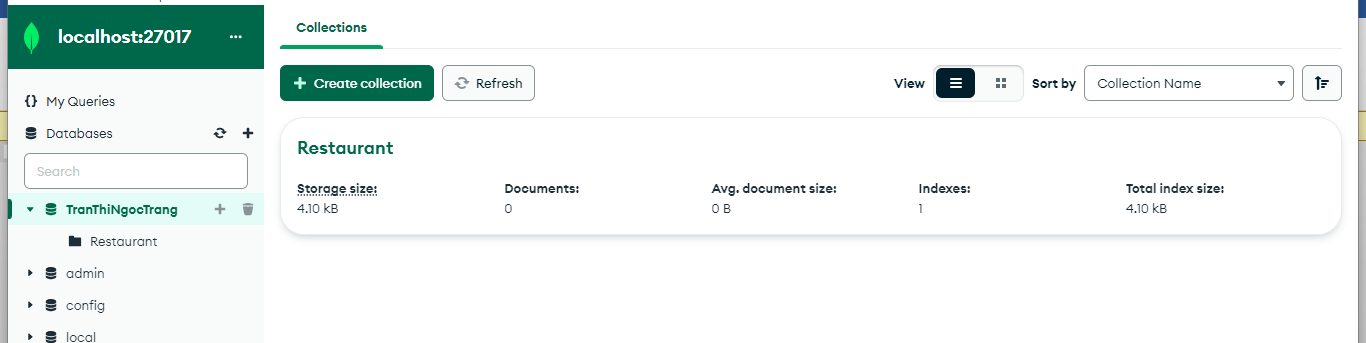 localhost:27017 ...
{} My Queries
Databases
Search
TranThiNgocTrang
Restaurant
admin
config
local
Collections
Create collection
Refresh
View
Sort by
Collection Name
Restaurant
Storage size: Documents: Avg. document size: Indexes: Total index size:
4.10 kB 0 0 B 1 4.10 kB